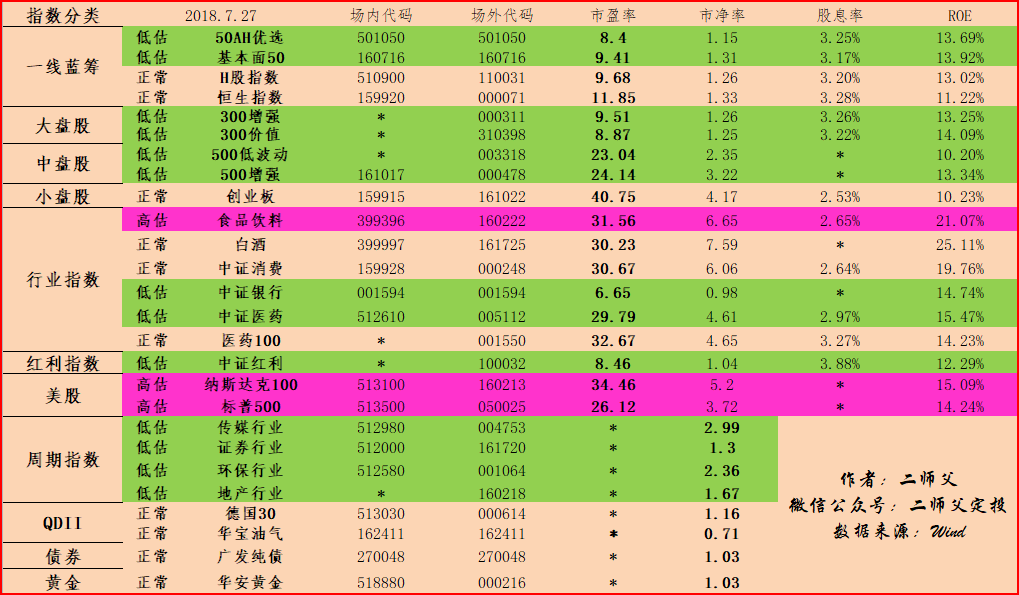 指数分类 2018.7.27 场内代码 场外代码 市盈率 市净率 股息率 ROE
一线蓝筹
低估 50AH优选 501050 501050 8.4 1.15 3.25% 13.69%
低估 基本面50 160716 160716 9.41 1.31 3.17% 13.92%
正常 H股指数 510900 110031 9.68 1.26 3.20% 13.02%
正常 恒生指数 159920 000071 11.85 1.33 3.28% 11.22%
大盘股
低估 300增强 * 000311 9.51 1.26 3.26% 13.25%
低估 300价值 * 310398 8.87 1.25 3.22% 14.09%
中盘股
低估 500低波动 * 003318 23.04 2.35 * 10.20%
低估 500增强 161017 000478 24.14 3.22 * 13.34%
小盘股 正常 创业板 159915 161022 40.75 4.17 2.53% 10.23%
行业指数
高估 食品饮料 399396 160222 31.56 6.65 2.65% 21.07%
正常 白酒 399997 161725 30.23 7.59 * 25.11%
正常 中证消费 159928 000248 30.67 6.06 2.64% 19.76%
低估 中证银行 001594 001594 6.65 0.98 * 14.74%
低估 中证医药 512610 005112 29.79 4.61 2.97% 15.47%
正常 医药100 * 001550 32.67 4.65 3.27% 14.23%
红利指数 低估 中证红利 * 100032 8.46 1.04 3.88% 12.29%
美股
高估 纳斯达克100 513100 160213 34.46 5.2 * 15.09%
高估 标普500 513500 050025 26.12 3.72 * 14.24%
周期指数
低估 传媒行业 512980 004753 * 2.99
低估 证券行业 512000 161720 * 1.3
低估 环保行业 512580 001064 * 2.36
低估 地产行业 * 160218 * 1.67
QDII
正常 德国30 513030 000614 * 1.16
正常 华宝油气 162411 162411 * 0.71
债券 正常 广发纯债 270048 270048 * 1.03
黄金 正常 华安黄金 518880 000216 * 1.03
作者：二师父
微信公众号：二师父定投
数据来源：Wind